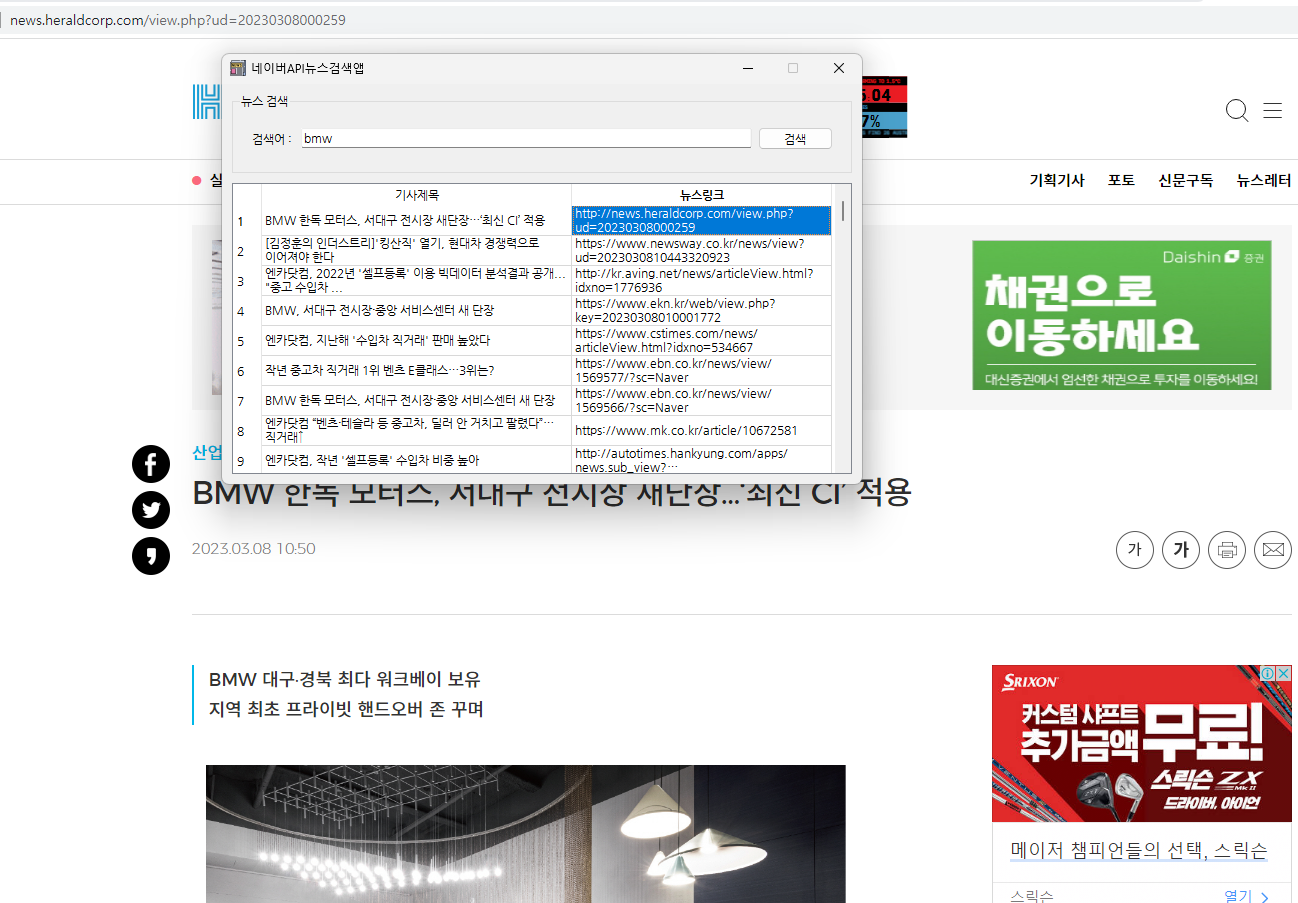 news.heraldcorp.com/view.php?ud=20230308000259
네이버API뉴스검색앱
뉴스 검색
검색어 :
bmw
검색
5.04
7%
실
기획기사
포토
신문구독
뉴스레터
기사제목
뉴스링크
1
BMW 한독 모터스, 서대구 전시장 새단장…‘최신 CI’ 적용
http://news.heraldcorp.com/view.php?
ud=20230308000259
2
[김정훈의 인더스트리]'킹산직' 열기, 현대차 경쟁력으로
이어져야 한다
https://www.newsway.co.kr/news/view?
ud=2023030810443320923
3
엔카닷컴, 2022년 '셀프등록' 이용 빅데이터 분석결과 공개...
"중고 수입차 ...
http://kr.aving.net/news/articleView.html?
idxno=1776936
4
BMW, 서대구 전시장·중앙 서비스센터 새 단장
https://www.ekn.kr/web/view.php?
key=20230308010001772
5
엔카닷컴, 지난해 '수입차 직거래' 판매 높았다
https://www.cstimes.com/news/
articleView.html?idxno=534667
6
작년 중고차 직거래 1위 벤츠 E클래스…3위는?
https://www.ebn.co.kr/news/view/
1569577/?sc=Naver
7
BMW 한독 모터스, 서대구 전시장·중앙 서비스센터 새 단장
https://www.ebn.co.kr/news/view/
1569566/?sc=Naver
8
엔카닷컴 “벤츠·테슬라 등 중고차, 딜러 안 거치고 팔렸다”…
직거래↑
https://www.mk.co.kr/article/10672581
9
엔카닷컴, 작년 '셀프등록' 수입차 비중 높아
http://autotimes.hankyung.com/apps/
news.sub_view?…
Daishin 증권
채권으로
이동하세요
대신증권에서 엄선한 채권으로 투자를 이동하세요!
산업
BMW 한독 모터스, 서대구 전시장 새단장…‘최신 CI’ 적용
2023.03.08 10:50
가
가
BMW 대구·경북 최다 워크베이 보유
지역 최초 프라이빗 핸드오버 존 꾸며
SRIXON
커스텀 샤프트
추가금액
무료!
스릭슨 ZX
Mk II
드라이버, 아이언
메이저 챔피언들의 선택, 스릭슨
스릭슨
열기